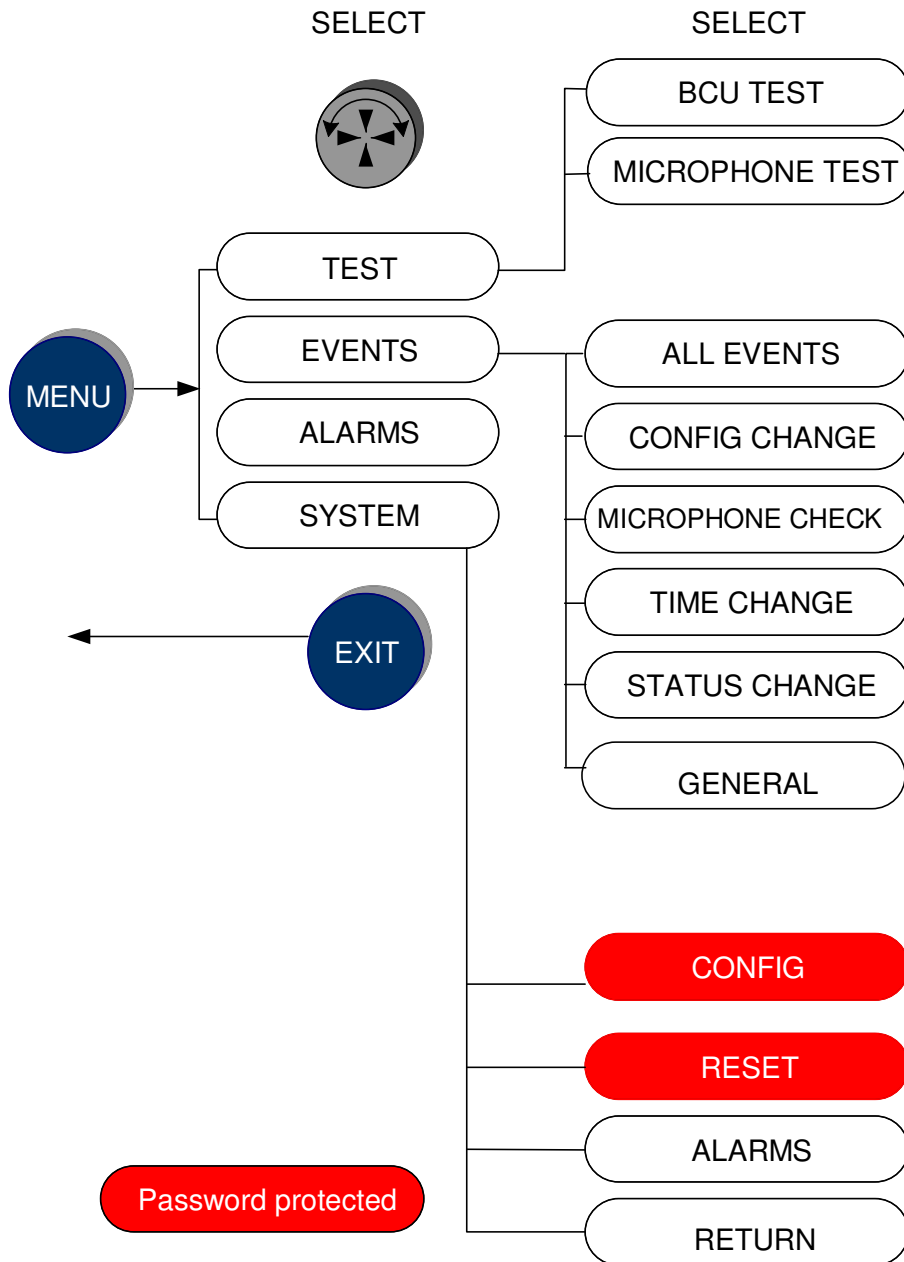 SELECT
SELECT
BCU TEST
MICROPHONE TEST
TEST
EVENTS
ALL EVENTS
MENU
ALARMS
CONFIG CHANGE
SYSTEM
MICROPHONE CHECK
TIME CHANGE
EXIT
STATUS CHANGE
GENERAL
CONFIG
RESET
ALARMS
Password protected
RETURN